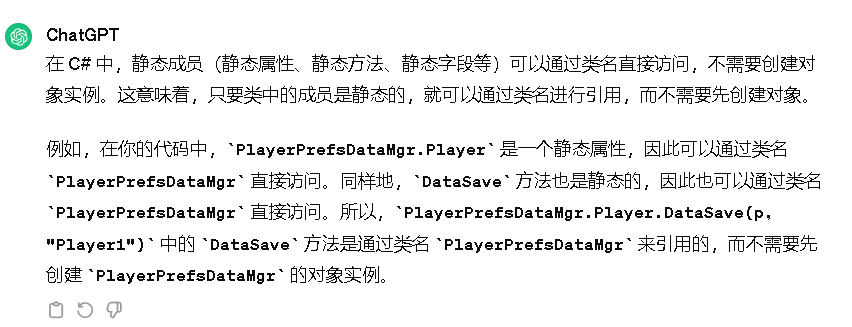 ChatGPT
在 C# 中，静态成员（静态属性、静态方法、静态字段等）可以通过类名直接访问，不需要创建对
象实例。这意味着，只要类中的成员是静态的，就可以通过类名进行引用，而不需要先创建对象。
例如，在你的代码中，`PlayerPrefsDataMgr.Player` 是一个静态属性，因此可以通过类名
`PlayerPrefsDataMgr` 直接访问。同样地，`DataSave` 方法也是静态的，因此也可以通过类名
`PlayerPrefsDataMgr` 直接访问。所以，`PlayerPrefsDataMgr.Player.DataSave(p,
"Player1")` 中的 `DataSave` 方法是通过类名 `PlayerPrefsDataMgr` 来引用的，而不需要先
创建 `PlayerPrefsDataMgr` 的对象实例。